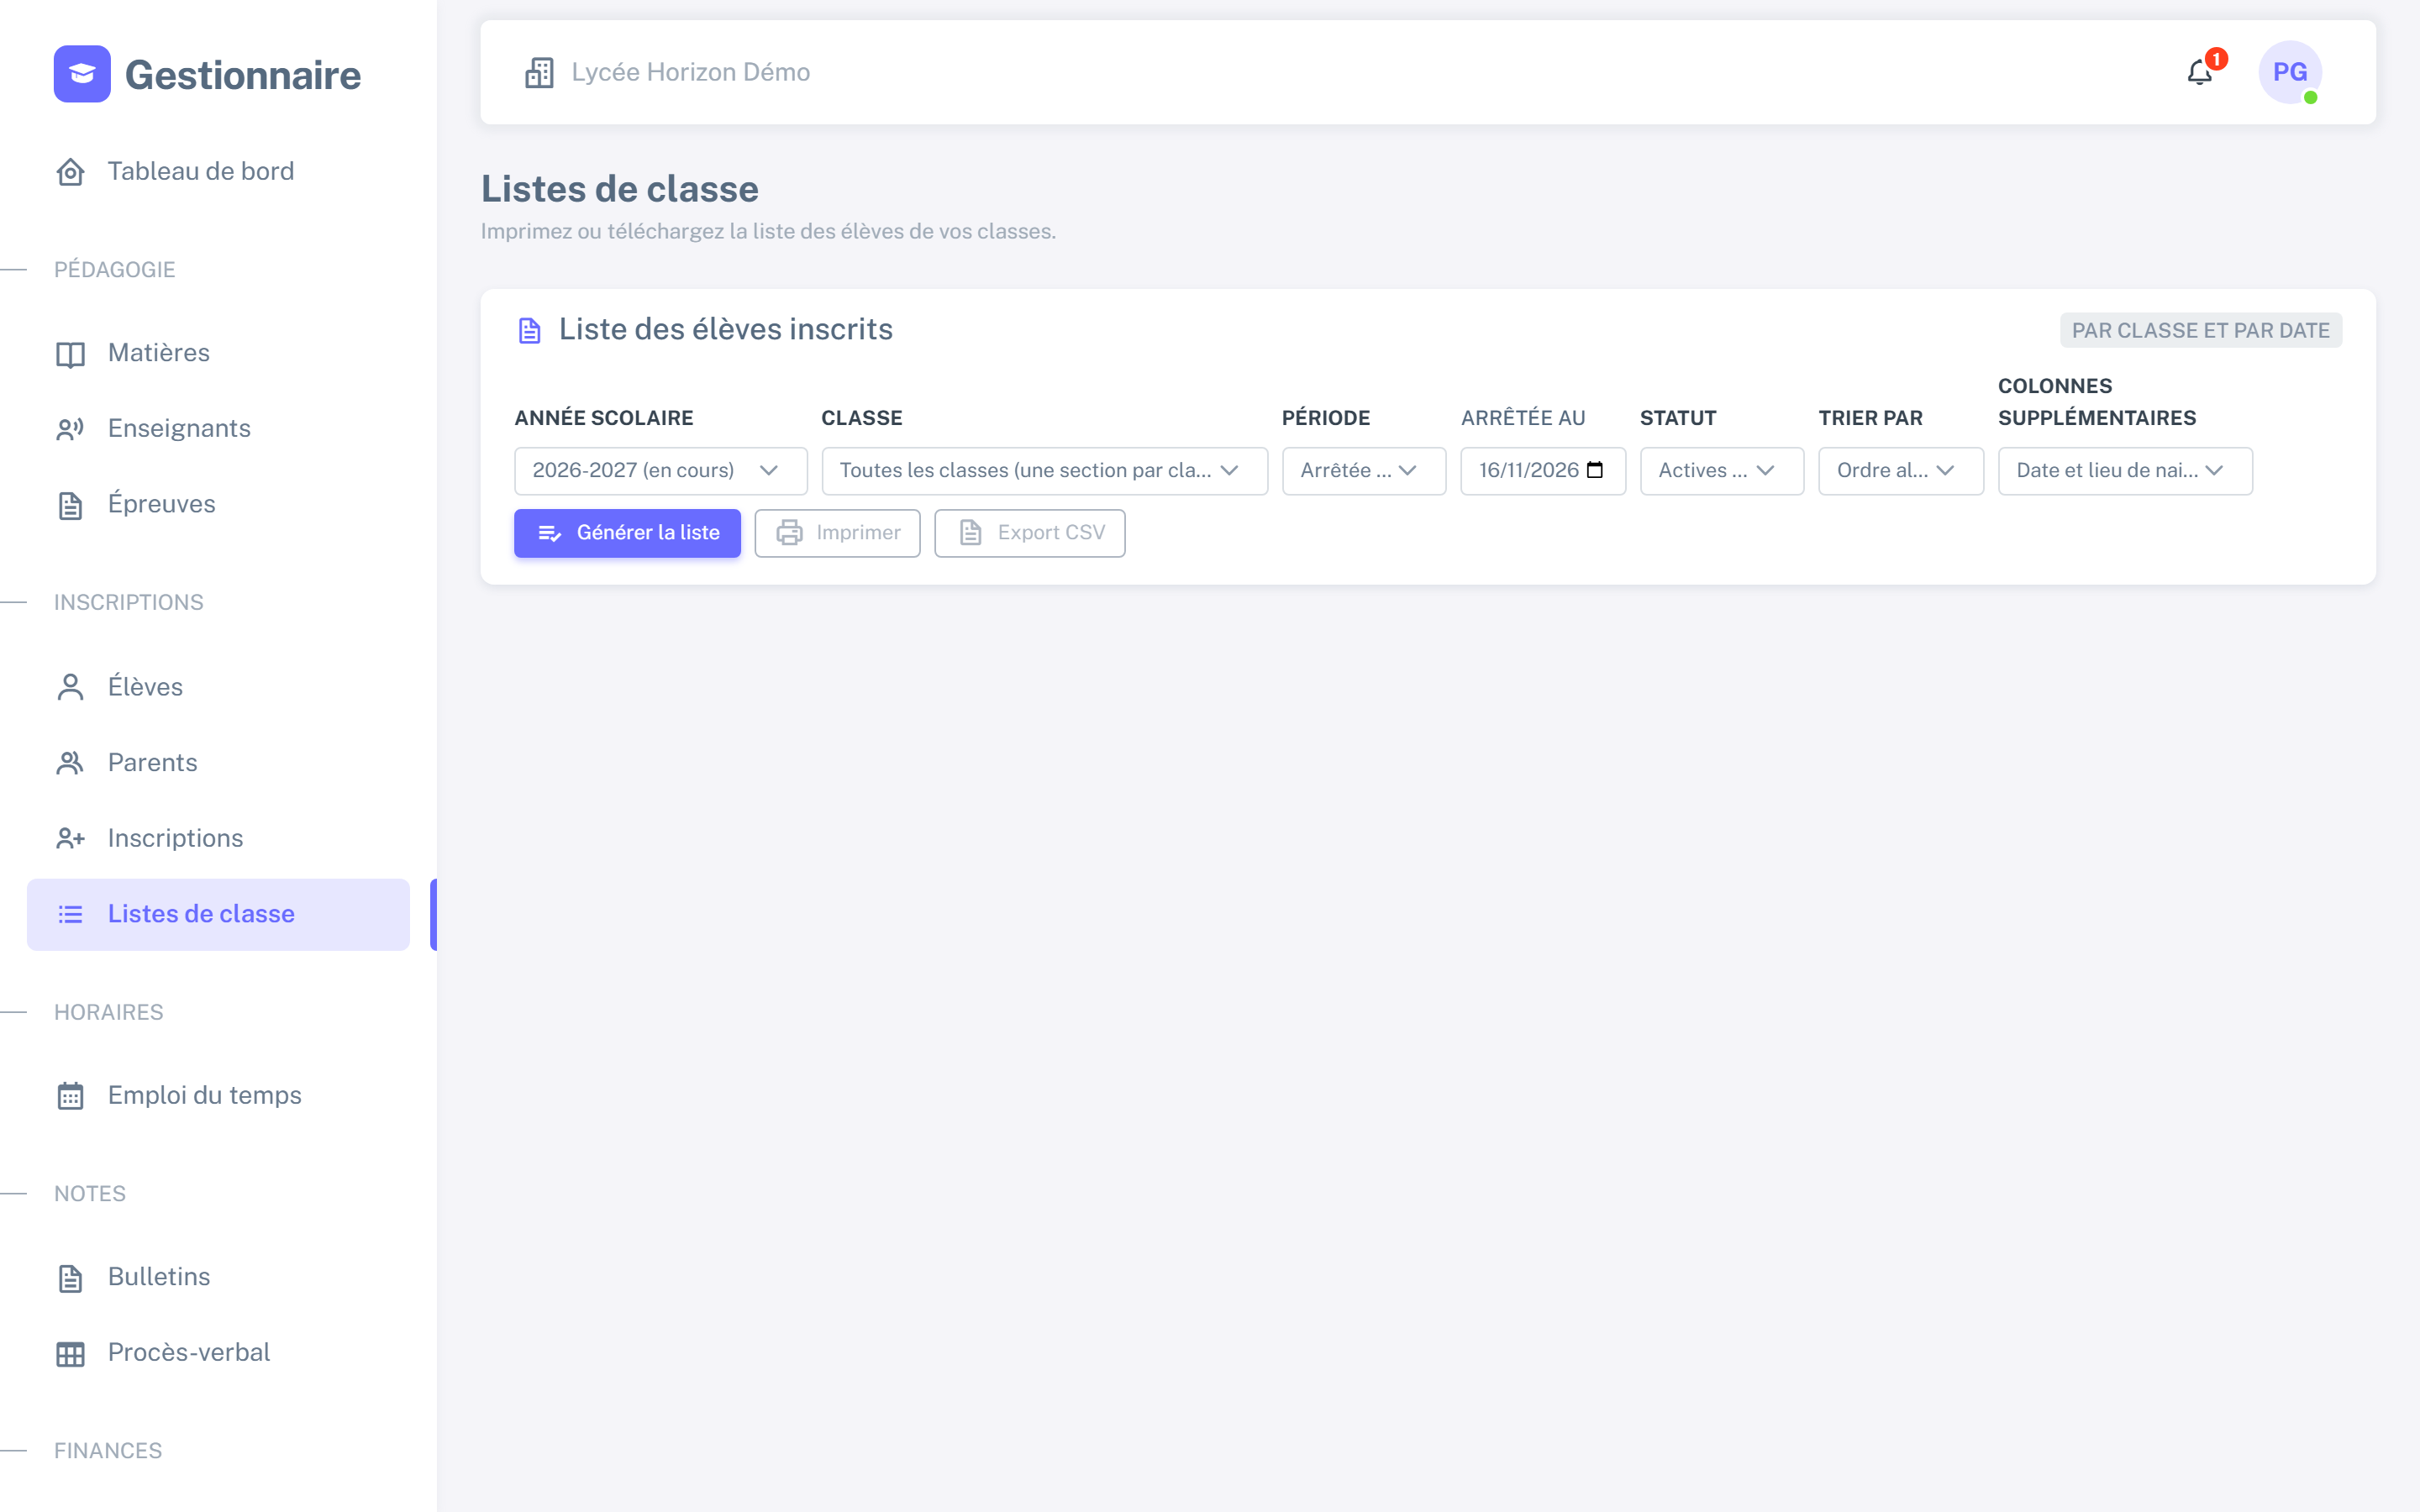 Gestionnaire
Tableau de bord
PÉDAGOGIE
Matières
Enseignants
Épreuves
INSCRIPTIONS
Élèves
Parents
Inscriptions
Listes de classe
HORAIRES
Emploi du temps
NOTES
Bulletins
Procès-verbal
FINANCES
Lycée Horizon Démo
1
PG
Listes de classe
Imprimez ou téléchargez la liste des élèves de vos classes.
Liste des élèves inscrits
PAR CLASSE ET PAR DATE
ANNÉE SCOLAIRE
2026-2027 (en cours)
CLASSE
Toutes les classes (une section par cla...
PÉRIODE
Arrêtée ...
ARRÊTÉE AU
16/11/2026
STATUT
Actives ...
TRIER PAR
Ordre al...
COLONNES
SUPPLÉMENTAIRES
Date et lieu de nai...
Générer la liste
Imprimer
Export CSV